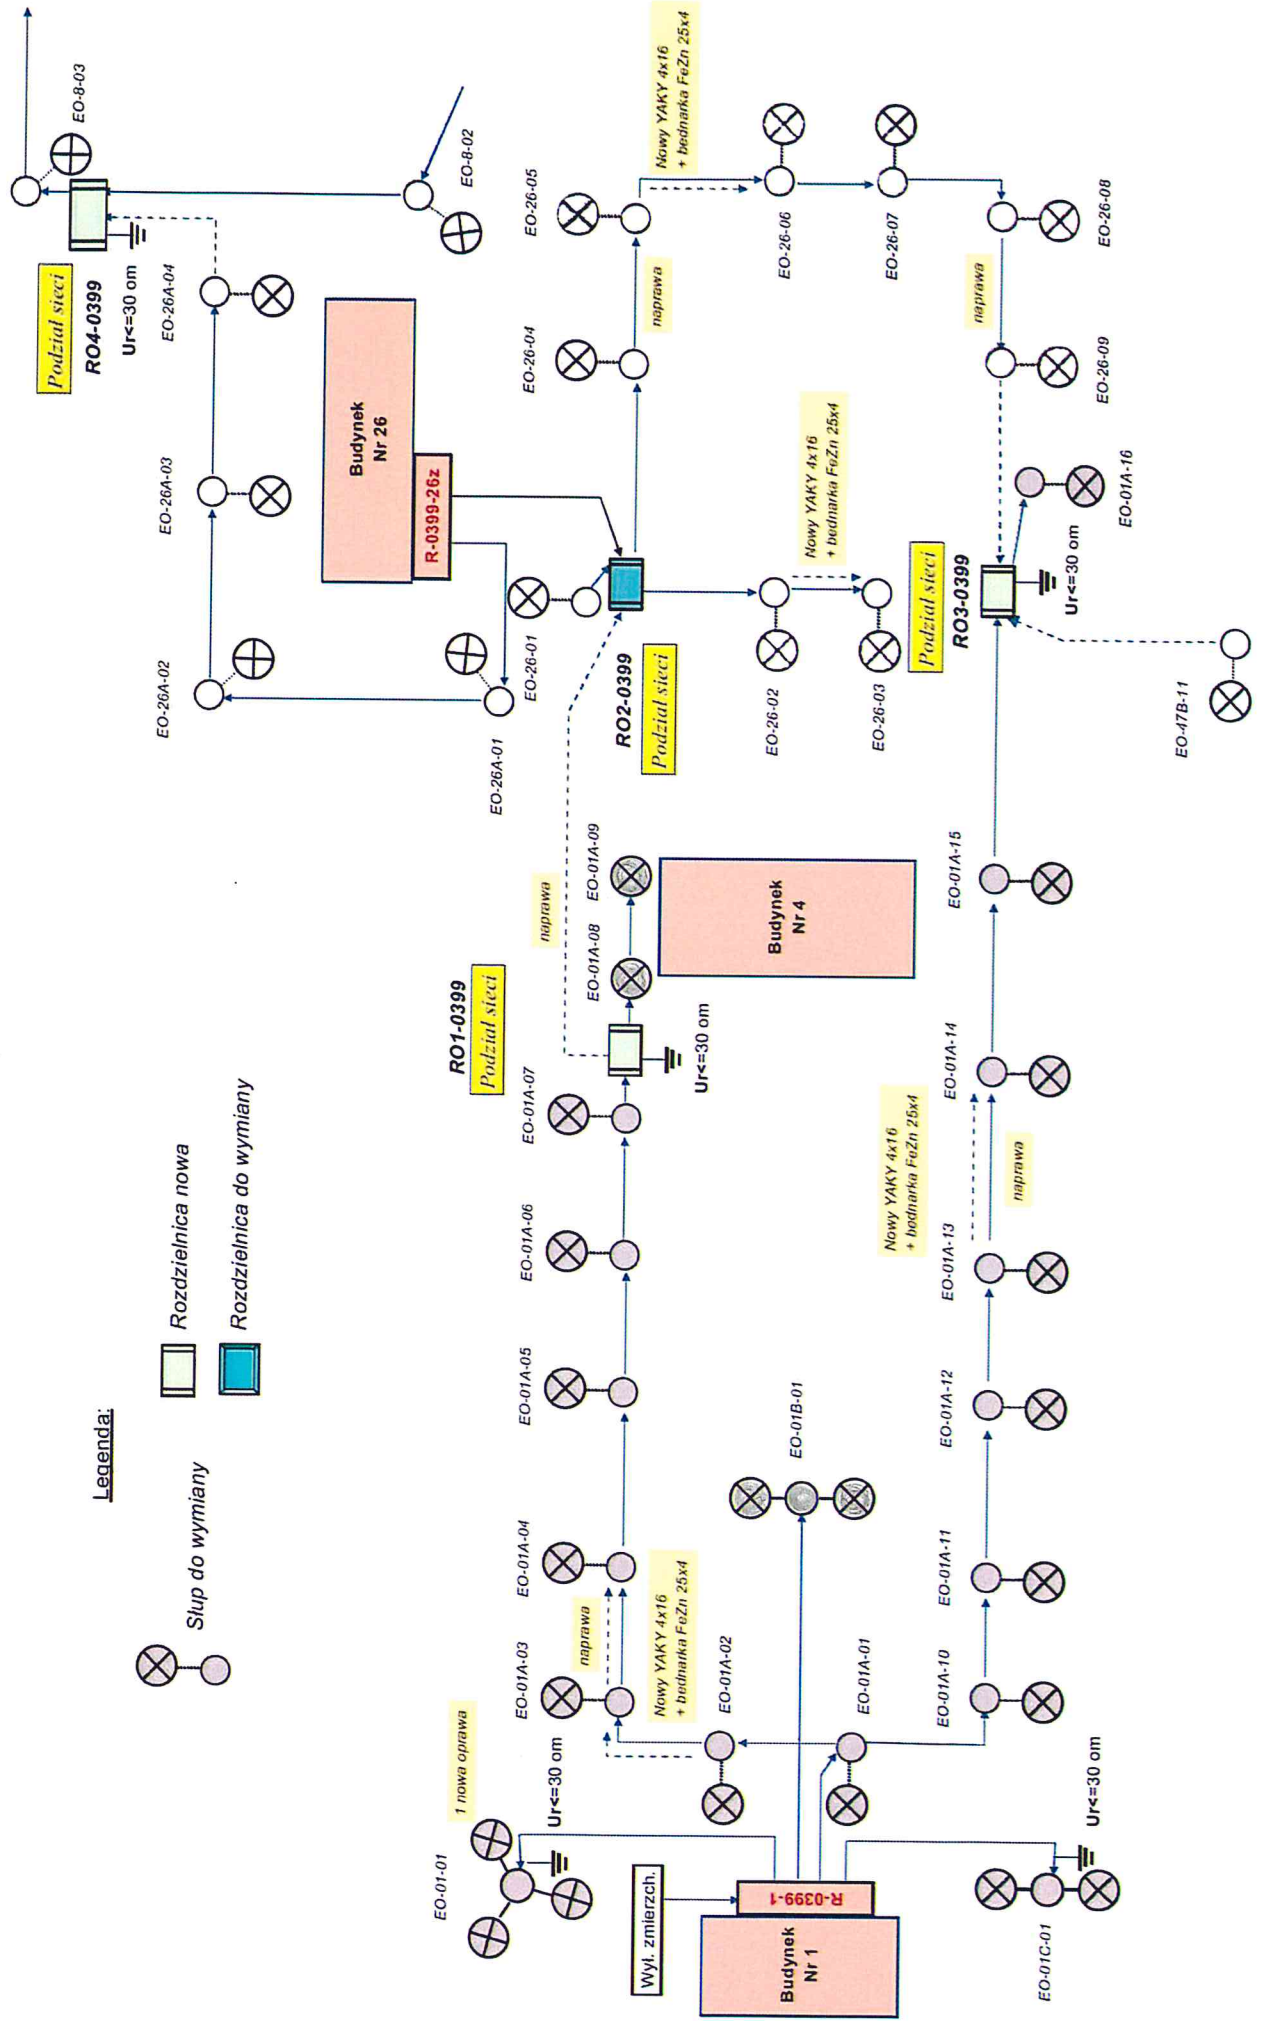 Legenda:
Słup do wymiany
Rozdzielnica nowa
Rozdzielnica do wymiany
EO-8-03
EO-8-02
Podział sieci
RO4-0399
Ur<=30 om
EO-26A-04
EO-26A-03
EO-26A-02
EO-26A-01
Budynek
Nr 26
R-0399-26z
EO-26-01
RO2-0399
Podział sieci
EO-26-04
naprawa
EO-26-05
Nowy YAKY 4x16
+ bednarka FeZn 25x4
EO-26-06
EO-26-07
EO-26-08
naprawa
EO-26-09
EO-26-02
EO-26-03
Nowy YAKY 4x16
+ bednarka FeZn 25x4
Podział sieci
RO3-0399
Ur<=30 om
EO-01A-16
EO-47B-11
RO1-0399
Podział sieci
naprawa
Ur<=30 om
EO-01A-08
EO-01A-09
Budynek
Nr 4
EO-01A-07
EO-01A-06
EO-01A-05
EO-01A-04
EO-01A-03
naprawa
Nowy YAKY 4x16
+ bednarka FeZn 25x4
EO-01A-02
EO-01A-01
EO-01B-01
EO-01A-10
EO-01A-11
EO-01A-12
EO-01A-13
Nowy YAKY 4x16
+ bednarka FeZn 25x4
naprawa
EO-01A-14
EO-01A-15
1 nowa oprawa
EO-01-01
Ur<=30 om
Wył. zmierzch.
R-0399-1
Budynek
Nr 1
EO-01C-01
Ur<=30 om